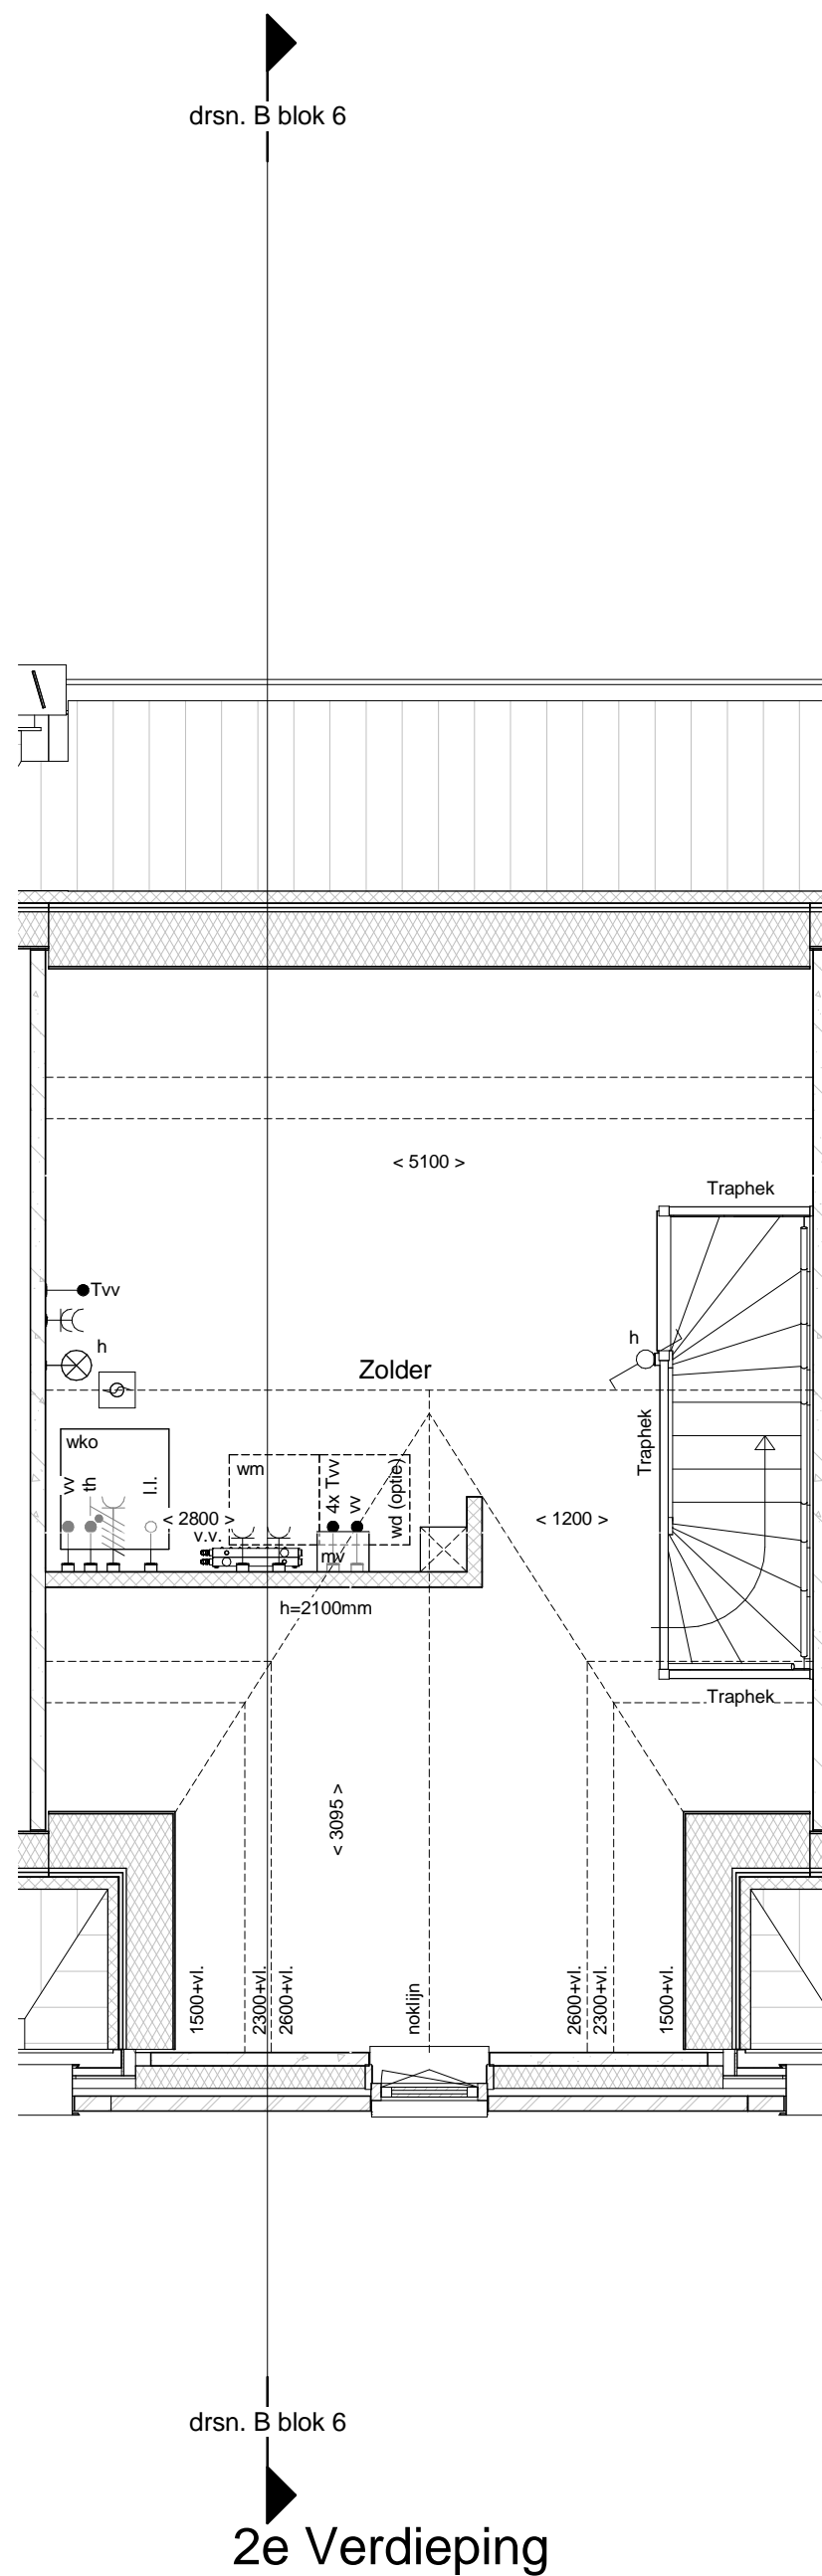 drsn. B blok 6
< 5100 >
Traphek
Tvv
h
h
Zolder
Traphek
wko
vv
th
l.l.
< 2800 >
v.v.
wm
4x Tvv
vv
wd (optie)
mv
< 1200 >
h=2100mm
Traphek
< 3095 >
1500+vl.
2300+vl.
2600+vl.
noklijn
2600+vl.
2300+vl.
1500+vl.
drsn. B blok 6
2e Verdieping